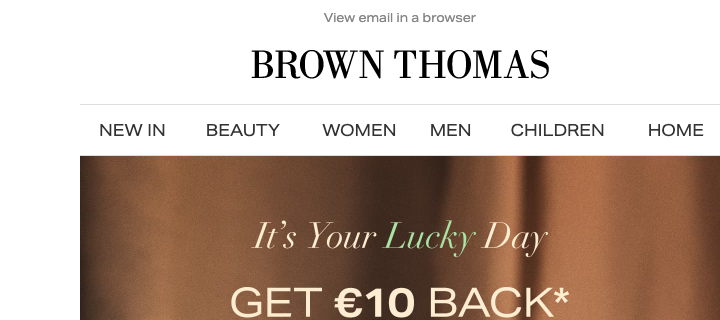 View email in a browser
BROWN THOMAS
NEW IN BEAUTY WOMEN MEN CHILDREN HOME
It's Your Lucky Day
GET €10 BACK*